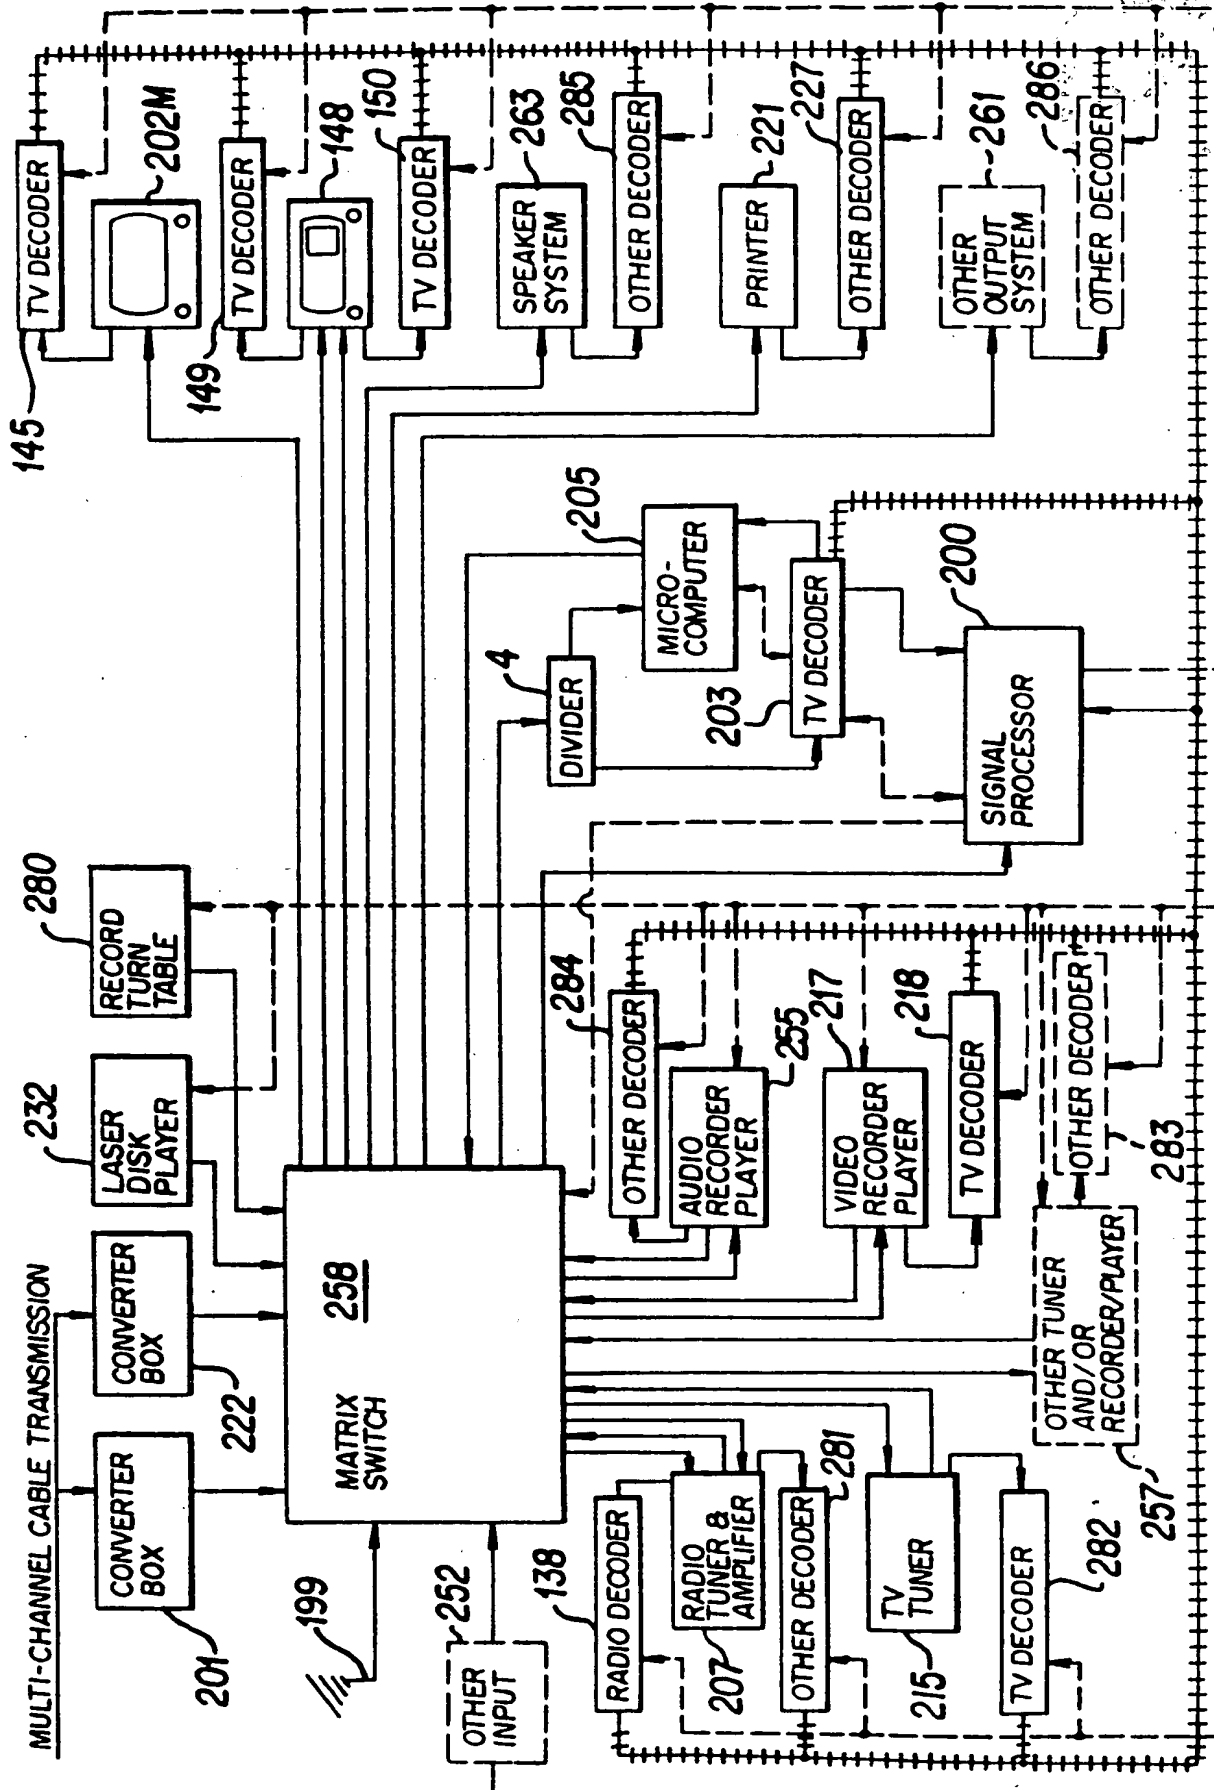 MULTI-CHANNEL CABLE TRANSMISSION
201
CONVERTER
BOX
222
CONVERTER
BOX
232
LASER
DISK
PLAYER
280
RECORD
TURN
TABLE
199
252
OTHER
INPUT
MATRIX
SWITCH
258
145
TV DECODER
202M
149
TV DECODER
148
TV DECODER
150
SPEAKER
SYSTEM
263
OTHER DECODER
285
PRINTER
221
OTHER DECODER
227
OTHER
OUTPUT
SYSTEM
261
OTHER DECODER
286
4
DIVIDER
205
MICRO-
COMPUTER
203
TV DECODER
200
SIGNAL
PROCESSOR
138
RADIO DECODER
207
RADIO
TUNER &
AMPLIFIER
OTHER DECODER
281
215
TV
TUNER
TV DECODER
282
284
OTHER DECODER
AUDIO
RECORDER
PLAYER
255
VIDEO
RECORDER
PLAYER
217
TV DECODER
218
OTHER TUNER
AND/OR
RECORDER/PLAYER
257
OTHER DECODER
283